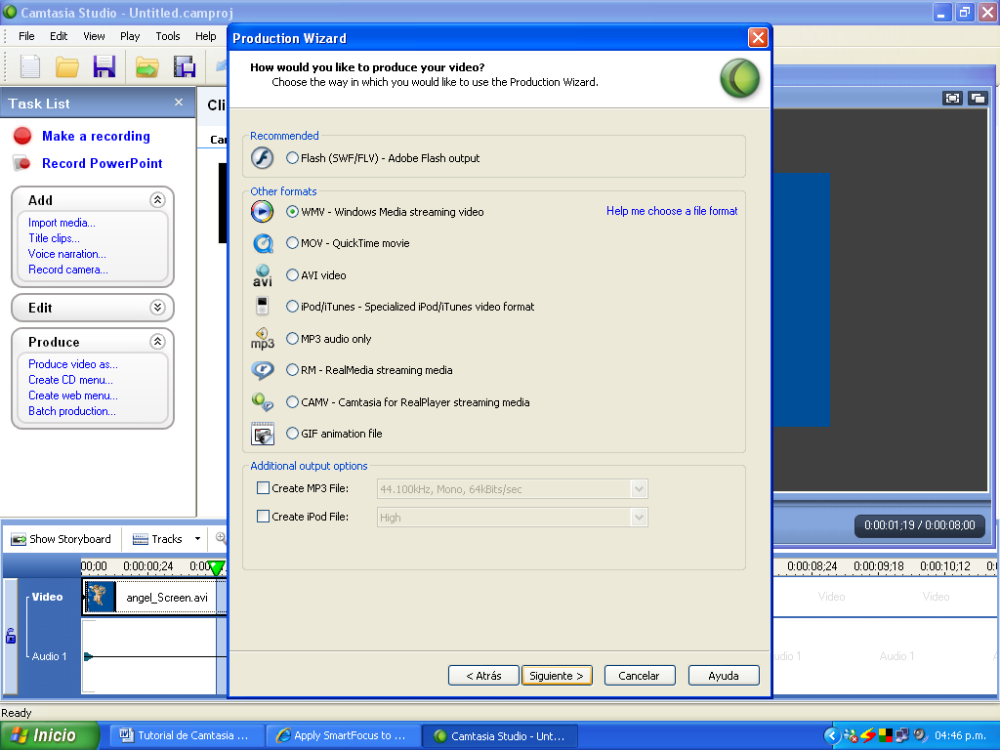 Camtasia Studio - Untitled.camproj
File Edit View Play Tools Help
Production Wizard
How would you like to produce your video?
Choose the way in which you would like to use the Production Wizard.
Task List
Make a recording
Record PowerPoint
Add
Import media...
Title clips...
Voice narration...
Record camera...
Edit
Produce
Produce video as...
Create CD menu...
Create web menu...
Batch production...
Recommended
Flash (SWF/FLV) - Adobe Flash output
Other formats
WMV - Windows Media streaming video
Help me choose a file format
MOV - QuickTime movie
avi
AVI video
iPod/iTunes - Specialized iPod/iTunes video format
mp3
MP3 audio only
RM - RealMedia streaming media
CAMV - Camtasia for RealPlayer streaming media
GIF animation file
Additional output options
Create MP3 File:
44.100kHz, Mono, 64kBits/sec
Create iPod File:
High
< Atrás
Siguiente >
Cancelar
Ayuda
0:00:01;19 / 0:00:08;00
Show Storyboard
Tracks
00;00 0:00:00;24 0:00:08;24 0:00:09;18 0:00:10;12
Video
angel_Screen.avi
Video
Video
Audio 1
Audio 1
Ready
Inicio
Tutorial de Camtasia ...
Apply SmartFocus to ...
Camtasia Studio - Unt...
04:46 p.m.